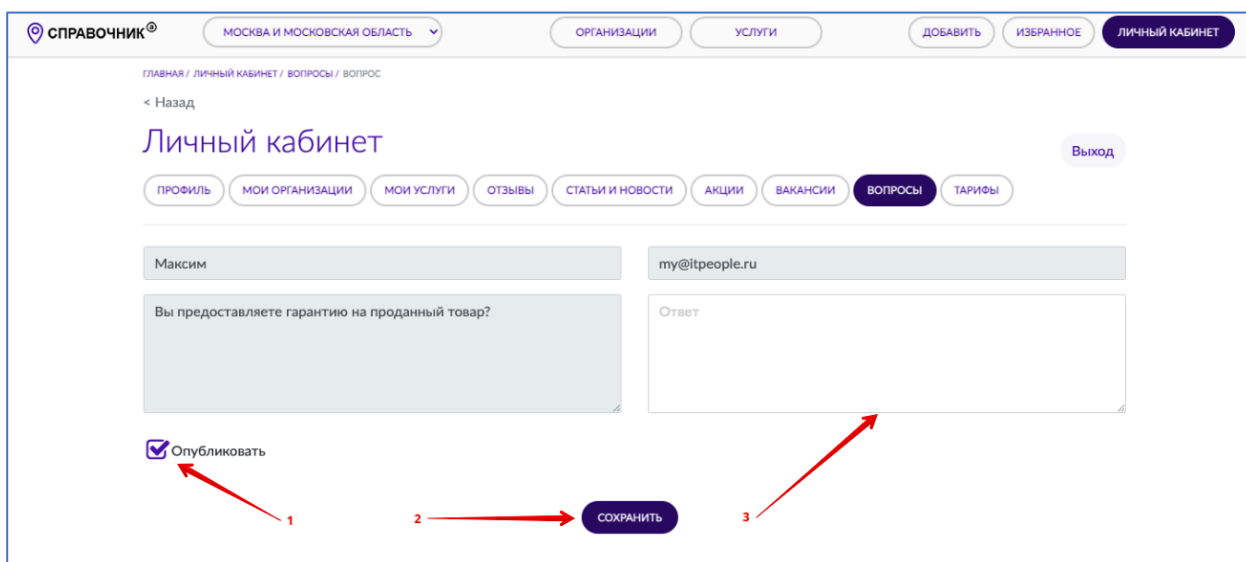 СПРАВОЧНИК® МОСКВА И МОСКОВСКАЯ ОБЛАСТЬ ОРГАНИЗАЦИИ УСЛУГИ ДОБАВИТЬ ИЗБРАННОЕ ЛИЧНЫЙ КАБИНЕТ
ГЛАВНАЯ / ЛИЧНЫЙ КАБИНЕТ / ВОПРОСЫ / ВОПРОС
< Назад
Личный кабинет
Выход
ПРОФИЛЬ МОИ ОРГАНИЗАЦИИ МОИ УСЛУГИ ОТЗЫВЫ СТАТЬИ И НОВОСТИ АКЦИИ ВАКАНСИИ ВОПРОСЫ ТАРИФЫ
Максим my@itpeople.ru
Вы предоставляете гарантию на проданный товар? Ответ
Опубликовать
1 2 СОХРАНИТЬ 3